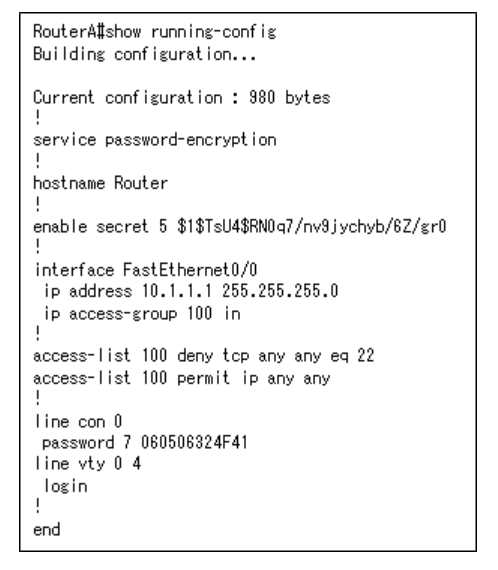 RouterA#show running-config
Building configuration...

Current configuration : 980 bytes
!
service password-encryption
!
hostname Router
!
enable secret 5 $1$TsU4$RN0q7/nv9jychyb/6Z/gr0
!
interface FastEthernet0/0
 ip address 10.1.1.1 255.255.255.0
 ip access-group 100 in
!
access-list 100 deny tcp any any eq 22
access-list 100 permit ip any any
!
line con 0
 password 7 060506324F41
line vty 0 4
 login
!
end